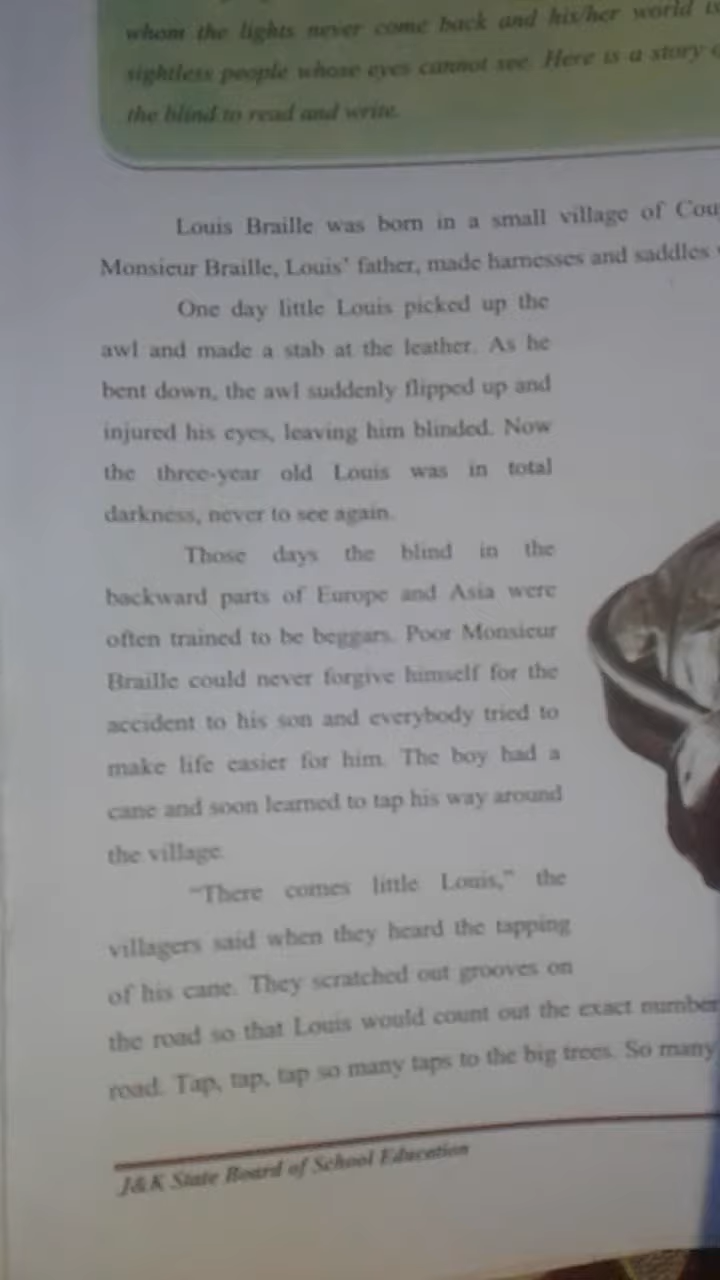 whom the lights never come back and his/her world is
sightless people whose eyes cannot see. Here is a story
the blind to read and write.
Louis Braille was born in a small village of
Monsieur Braille, Louis' father, made harnesses and saddles
One day little Louis picked up the
awl and made a stab at the leather. As he
bent down, the awl suddenly flipped up and
injured his eyes, leaving him blinded. Now
the three-year old Louis was in total
darkness, never to see again.
Those days the blind in the
backward parts of Europe and Asia were
often trained to be beggars. Poor Monsieur
Braille could never forgive himself for the
accident to his son and everybody tried to
make life easier for him. The boy had a
cane and soon learned to tap his way around
the village.
"There comes little Louis," the
villagers said when they heard the tapping
of his cane. They scratched out grooves on
the road so that Louis would count out the exact number
road. Tap, tap, tap so many taps to the big trees. So many
J&K State Board of School Education